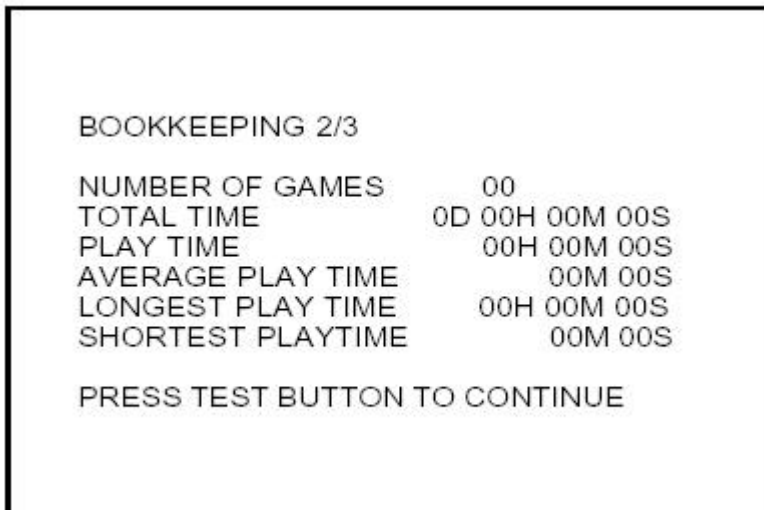 BOOKKEEPING 2/3
NUMBER OF GAMES 00
TOTAL TIME 0D 00H 00M 00S
PLAY TIME 00H 00M 00S
AVERAGE PLAY TIME 00M 00S
LONGEST PLAY TIME 00H 00M 00S
SHORTEST PLAYTIME 00M 00S
PRESS TEST BUTTON TO CONTINUE